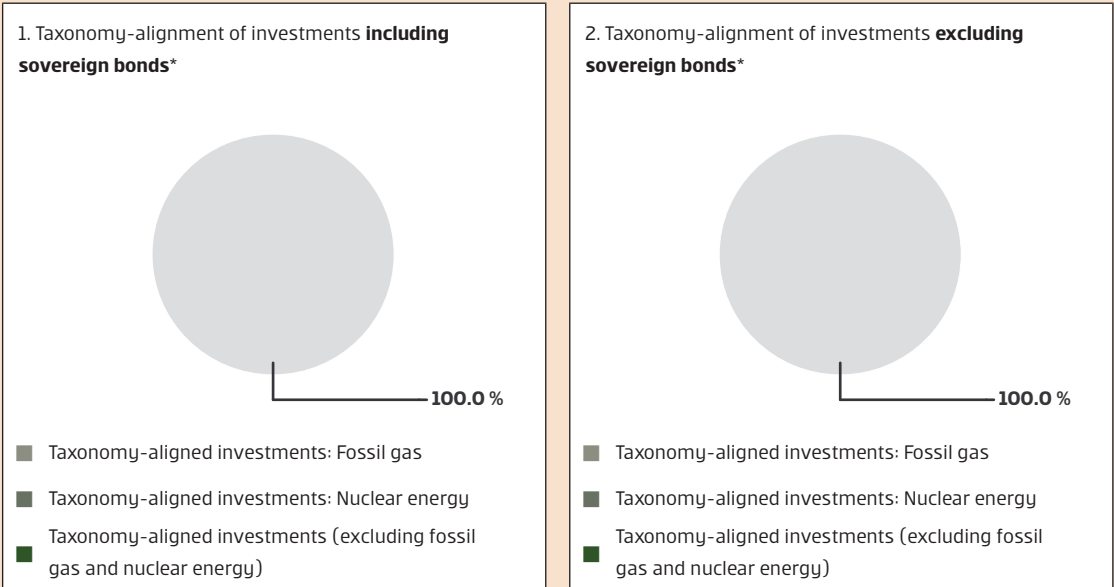 1. Taxonomy-alignment of investments including
sovereign bonds*
100.0 %
Taxonomy-aligned investments: Fossil gas
Taxonomy-aligned investments: Nuclear energy
Taxonomy-aligned investments (excluding fossil
gas and nuclear energy)
2. Taxonomy-alignment of investments excluding
sovereign bonds*
100.0 %
Taxonomy-aligned investments: Fossil gas
Taxonomy-aligned investments: Nuclear energy
Taxonomy-aligned investments (excluding fossil
gas and nuclear energy)